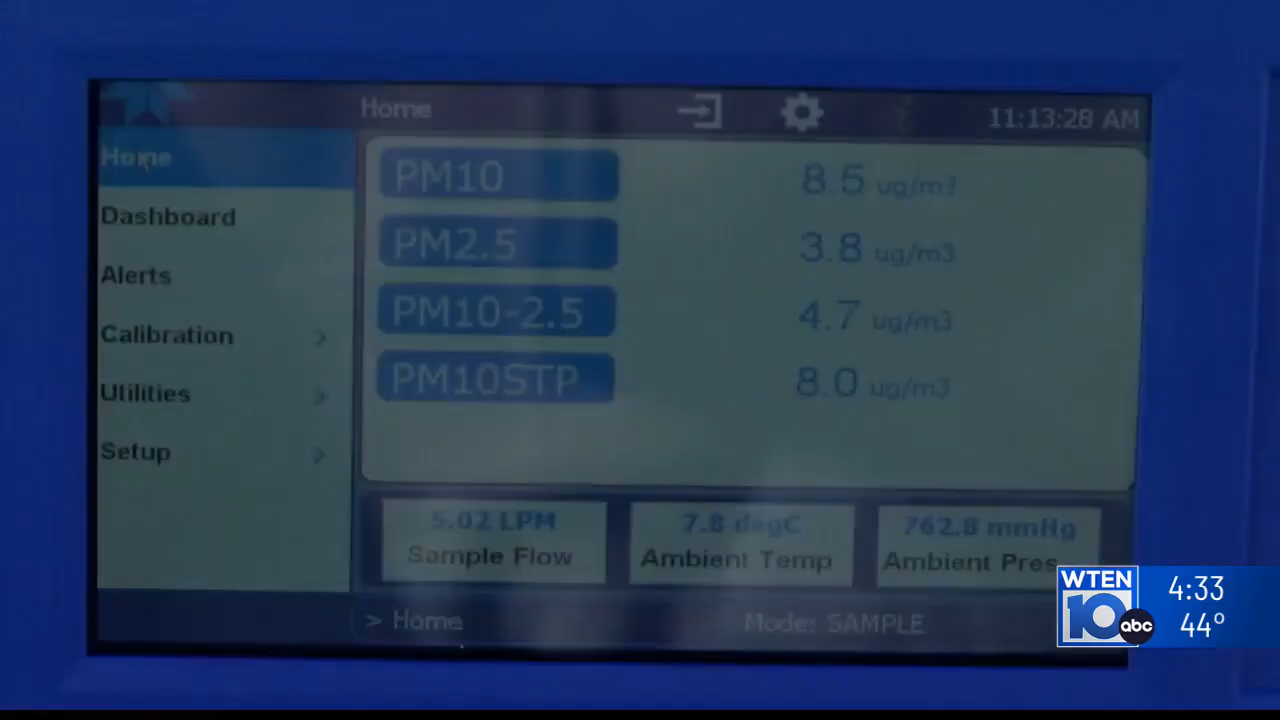 Home
11:13:28 AM
Home
Dashboard
Alerts
Calibration >
Utilities >
Setup >
PM10 8.5 ug/m3
PM2.5 3.8 ug/m3
PM10-2.5 4.7 ug/m3
PM10STP 8.0 ug/m3
5.02 LPM
Sample Flow
7.8 degC
Ambient Temp
762.8 mmHg
Ambient Pres
> Home
Mode: SAMPLE
WTEN
10
abc
4:33
44°